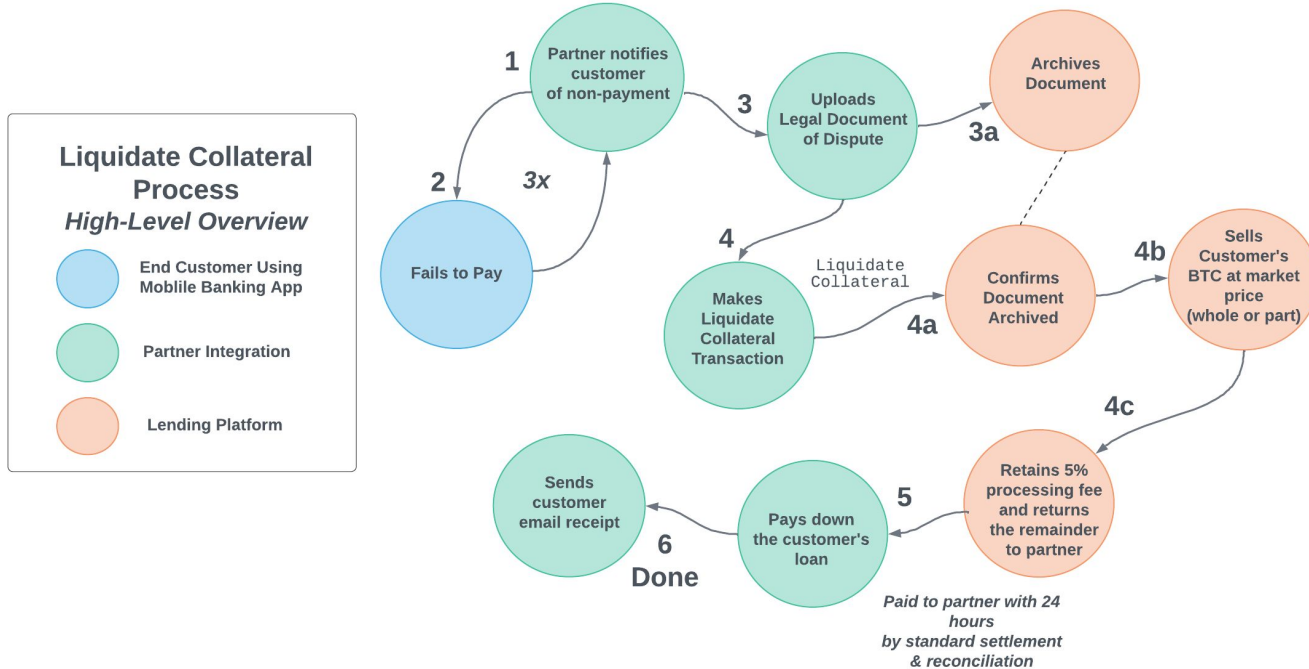 Liquidate Collateral
Process
High-Level Overview
End Customer Using
Moblile Banking App
Partner Integration
Lending Platform
1
Partner notifies
customer
of non-payment
2
3x
Fails to Pay
3
Uploads
Legal Document
of Dispute
3a
Archives
Document
4
Makes
Liquidate
Collateral
Transaction
Liquidate
Collateral
4a
Confirms
Document
Archived
4b
Sells
Customer's
BTC at market
price
(whole or part)
4c
Retains 5%
processing fee
and returns
the remainder
to partner
5
Pays down
the customer's
loan
Paid to partner with 24
hours
by standard settlement
& reconciliation
6
Done
Sends
customer
email receipt